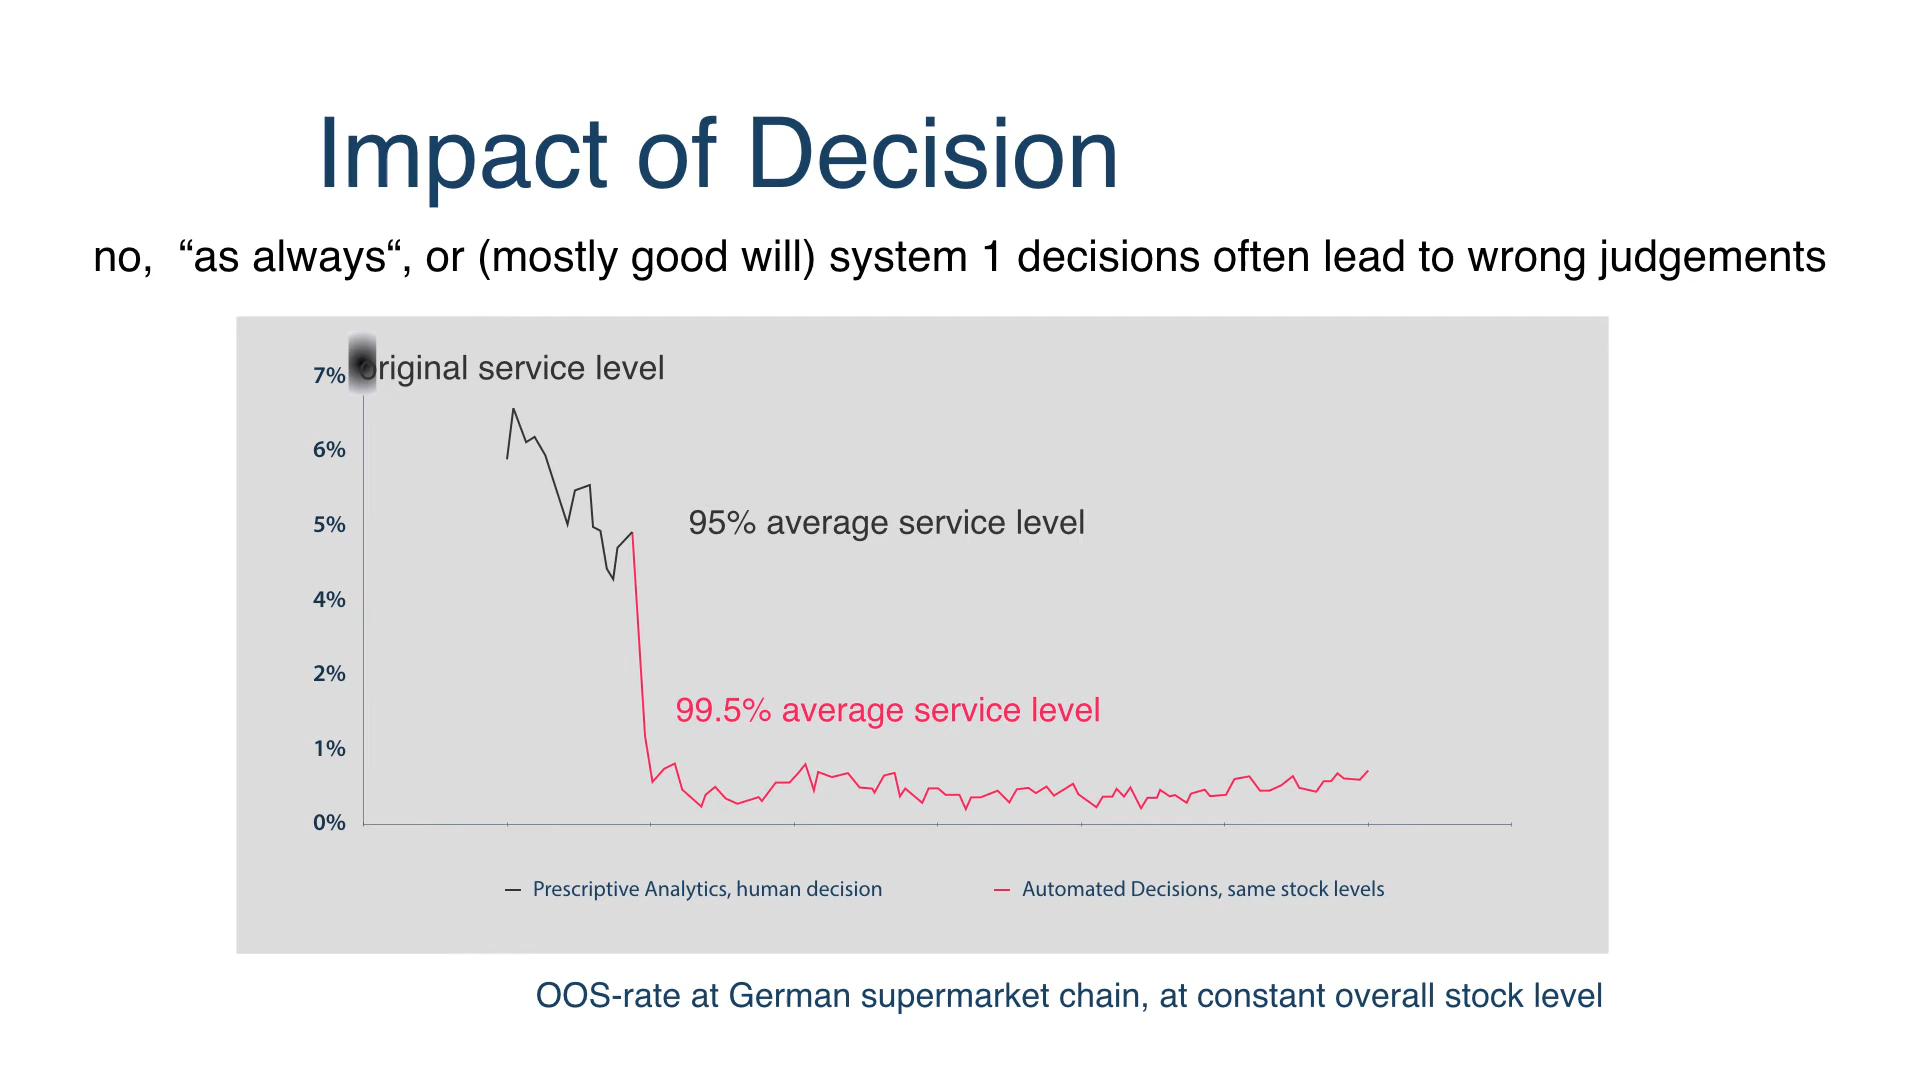 Impact of Decision
no, “as always“, or (mostly good will) system 1 decisions often lead to wrong judgements
original service level
7%
6%
5%
95% average service level
4%
2%
99.5% average service level
1%
0%
Prescriptive Analytics, human decision
Automated Decisions, same stock levels
OOS-rate at German supermarket chain, at constant overall stock level